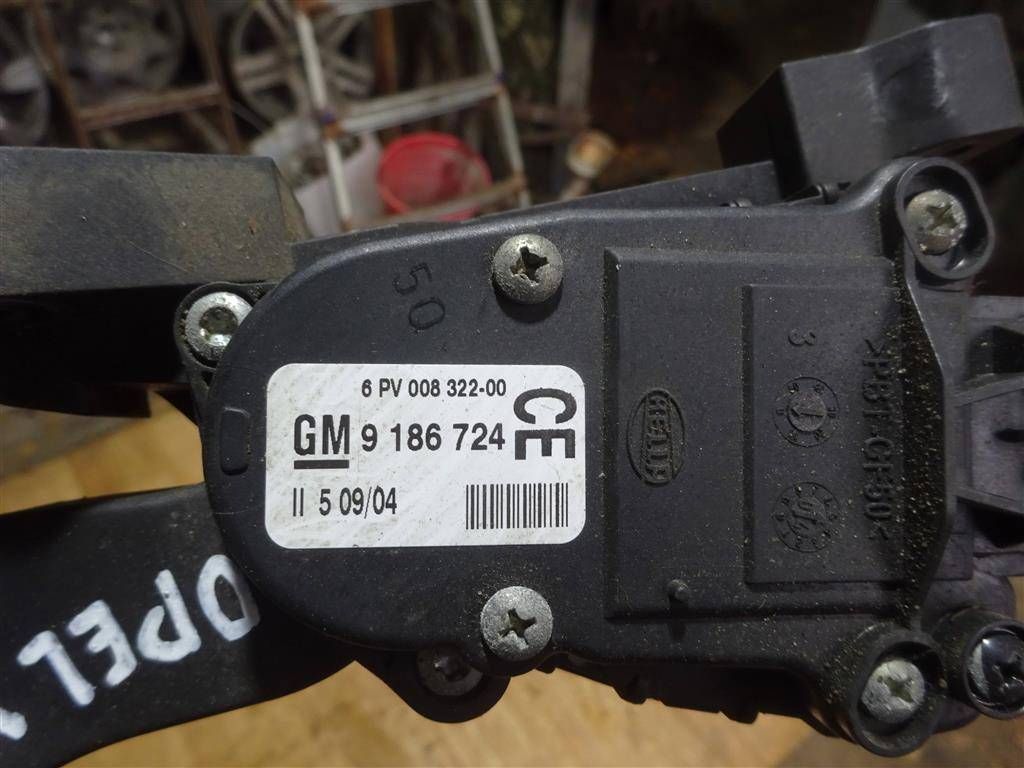 50
6 PV 008 322-00
GM 9 186 724 CE
II 5 09/04
HELLA
3
>PBT-GF30<
OPEL